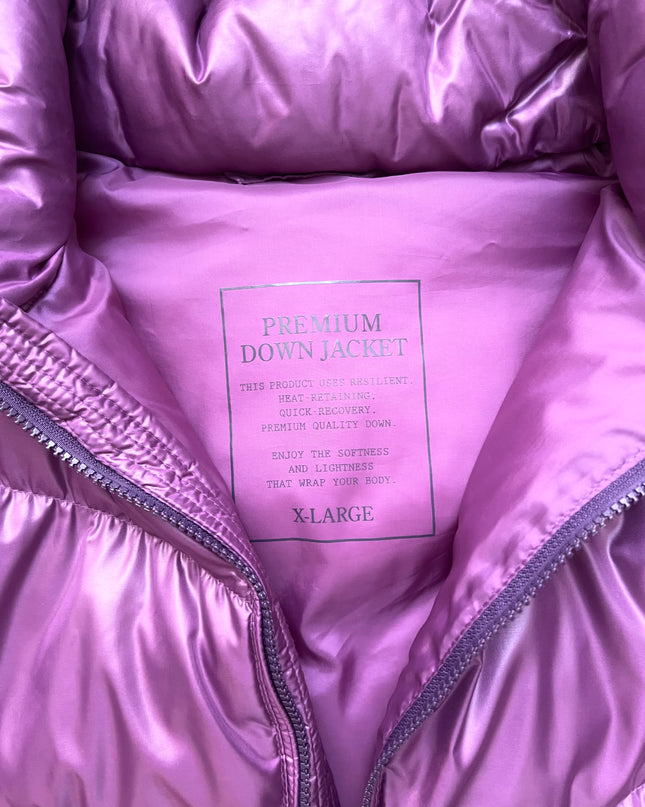 PREMIUM
DOWN JACKET
THIS PRODUCT USES RESILIENT.
HEAT-RETAINING.
QUICK-RECOVERY.
PREMIUM QUALITY DOWN.
ENJOY THE SOFTNESS
AND LIGHTNESS
THAT WRAP YOUR BODY.
X-LARGE